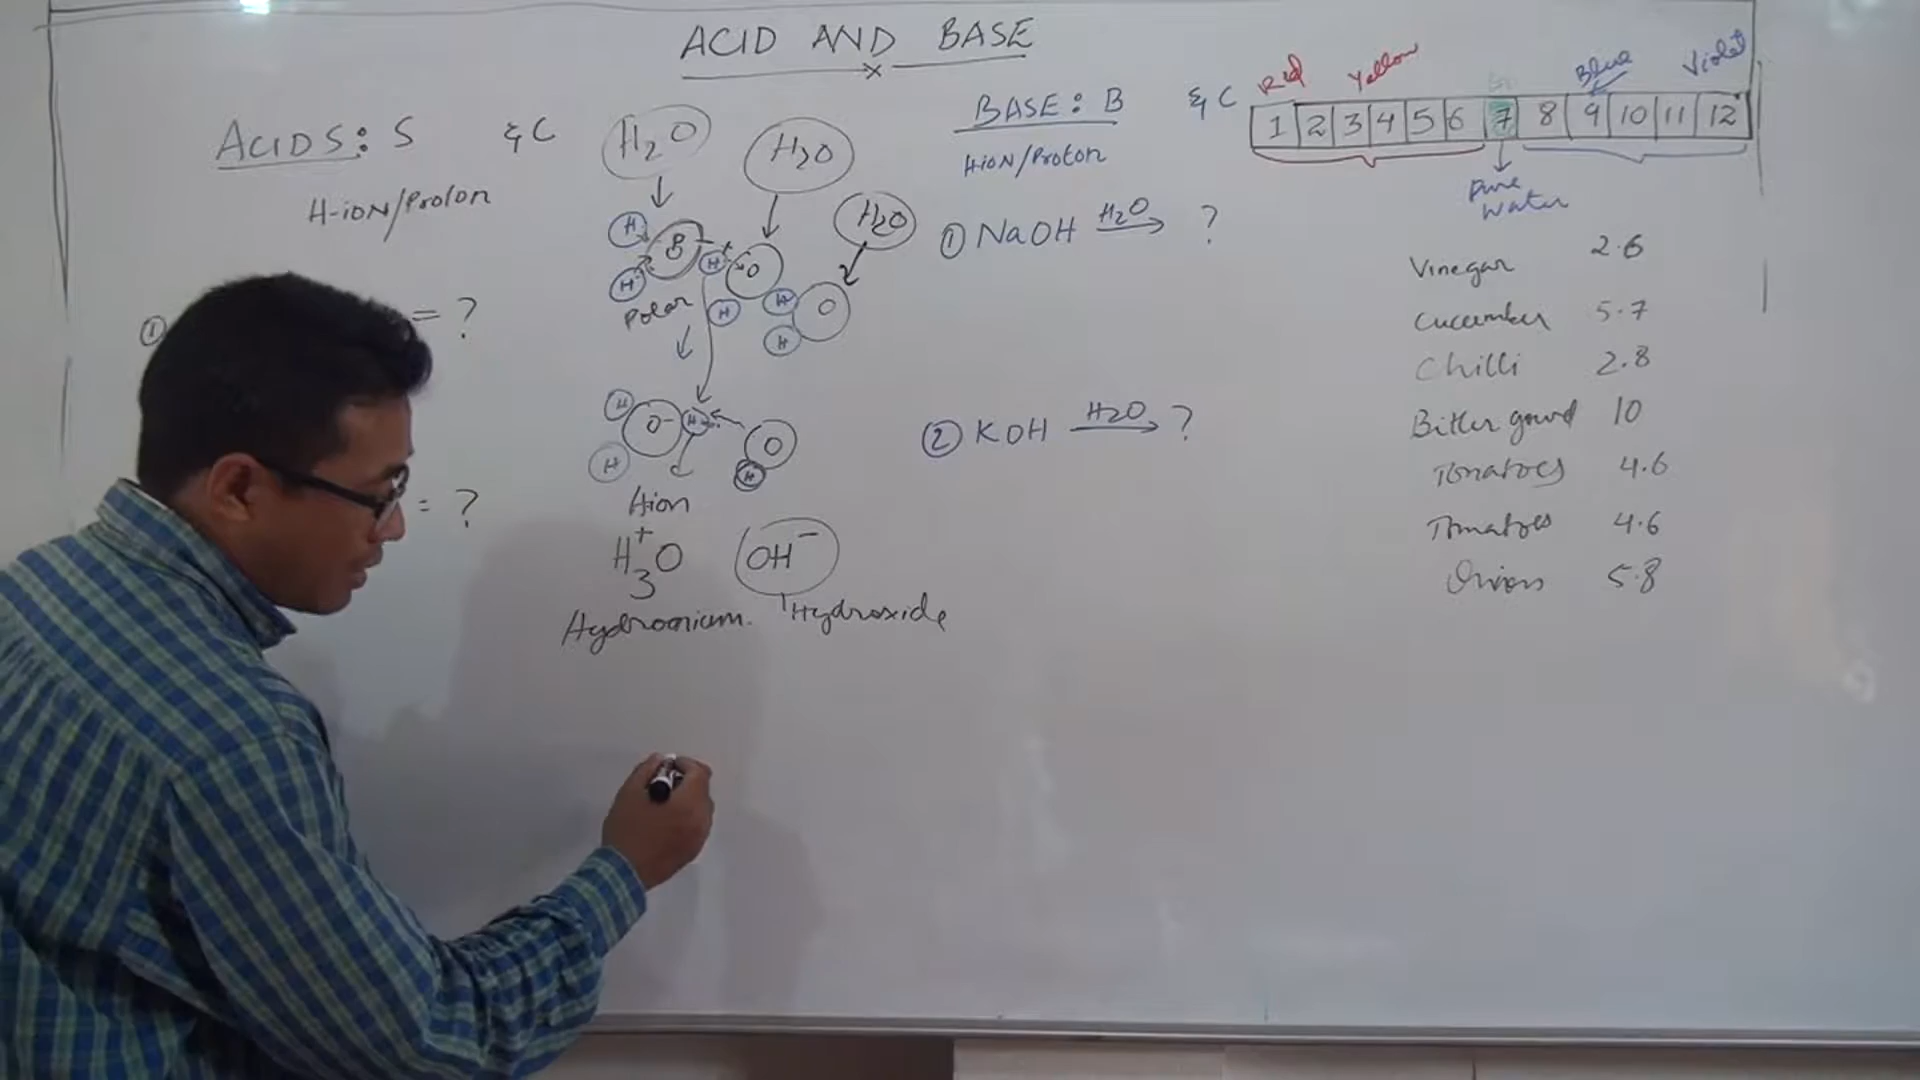 ACID AND BASE
ACIDS: S & C
H-ION/Proton
① = ?
= ?
H2O H2O H2O
H H O H + O
H H O H
Polar
H O- H O
H H
Hion
H3+O OH-
Hydronium. Hydroxide
BASE: B & C
HION/Proton
① NaOH H2O → ?
② KOH H2O → ?
Red Yellow Blue Violet
1 2 3 4 5 6 7 8 9 10 11 12
Pure
Water
Vinegar 2.6
Cucumber 5.7
Chilli 2.8
Bitter gourd 10
Tomatoes 4.6
Tomatoes 4.6
Onions 5.8